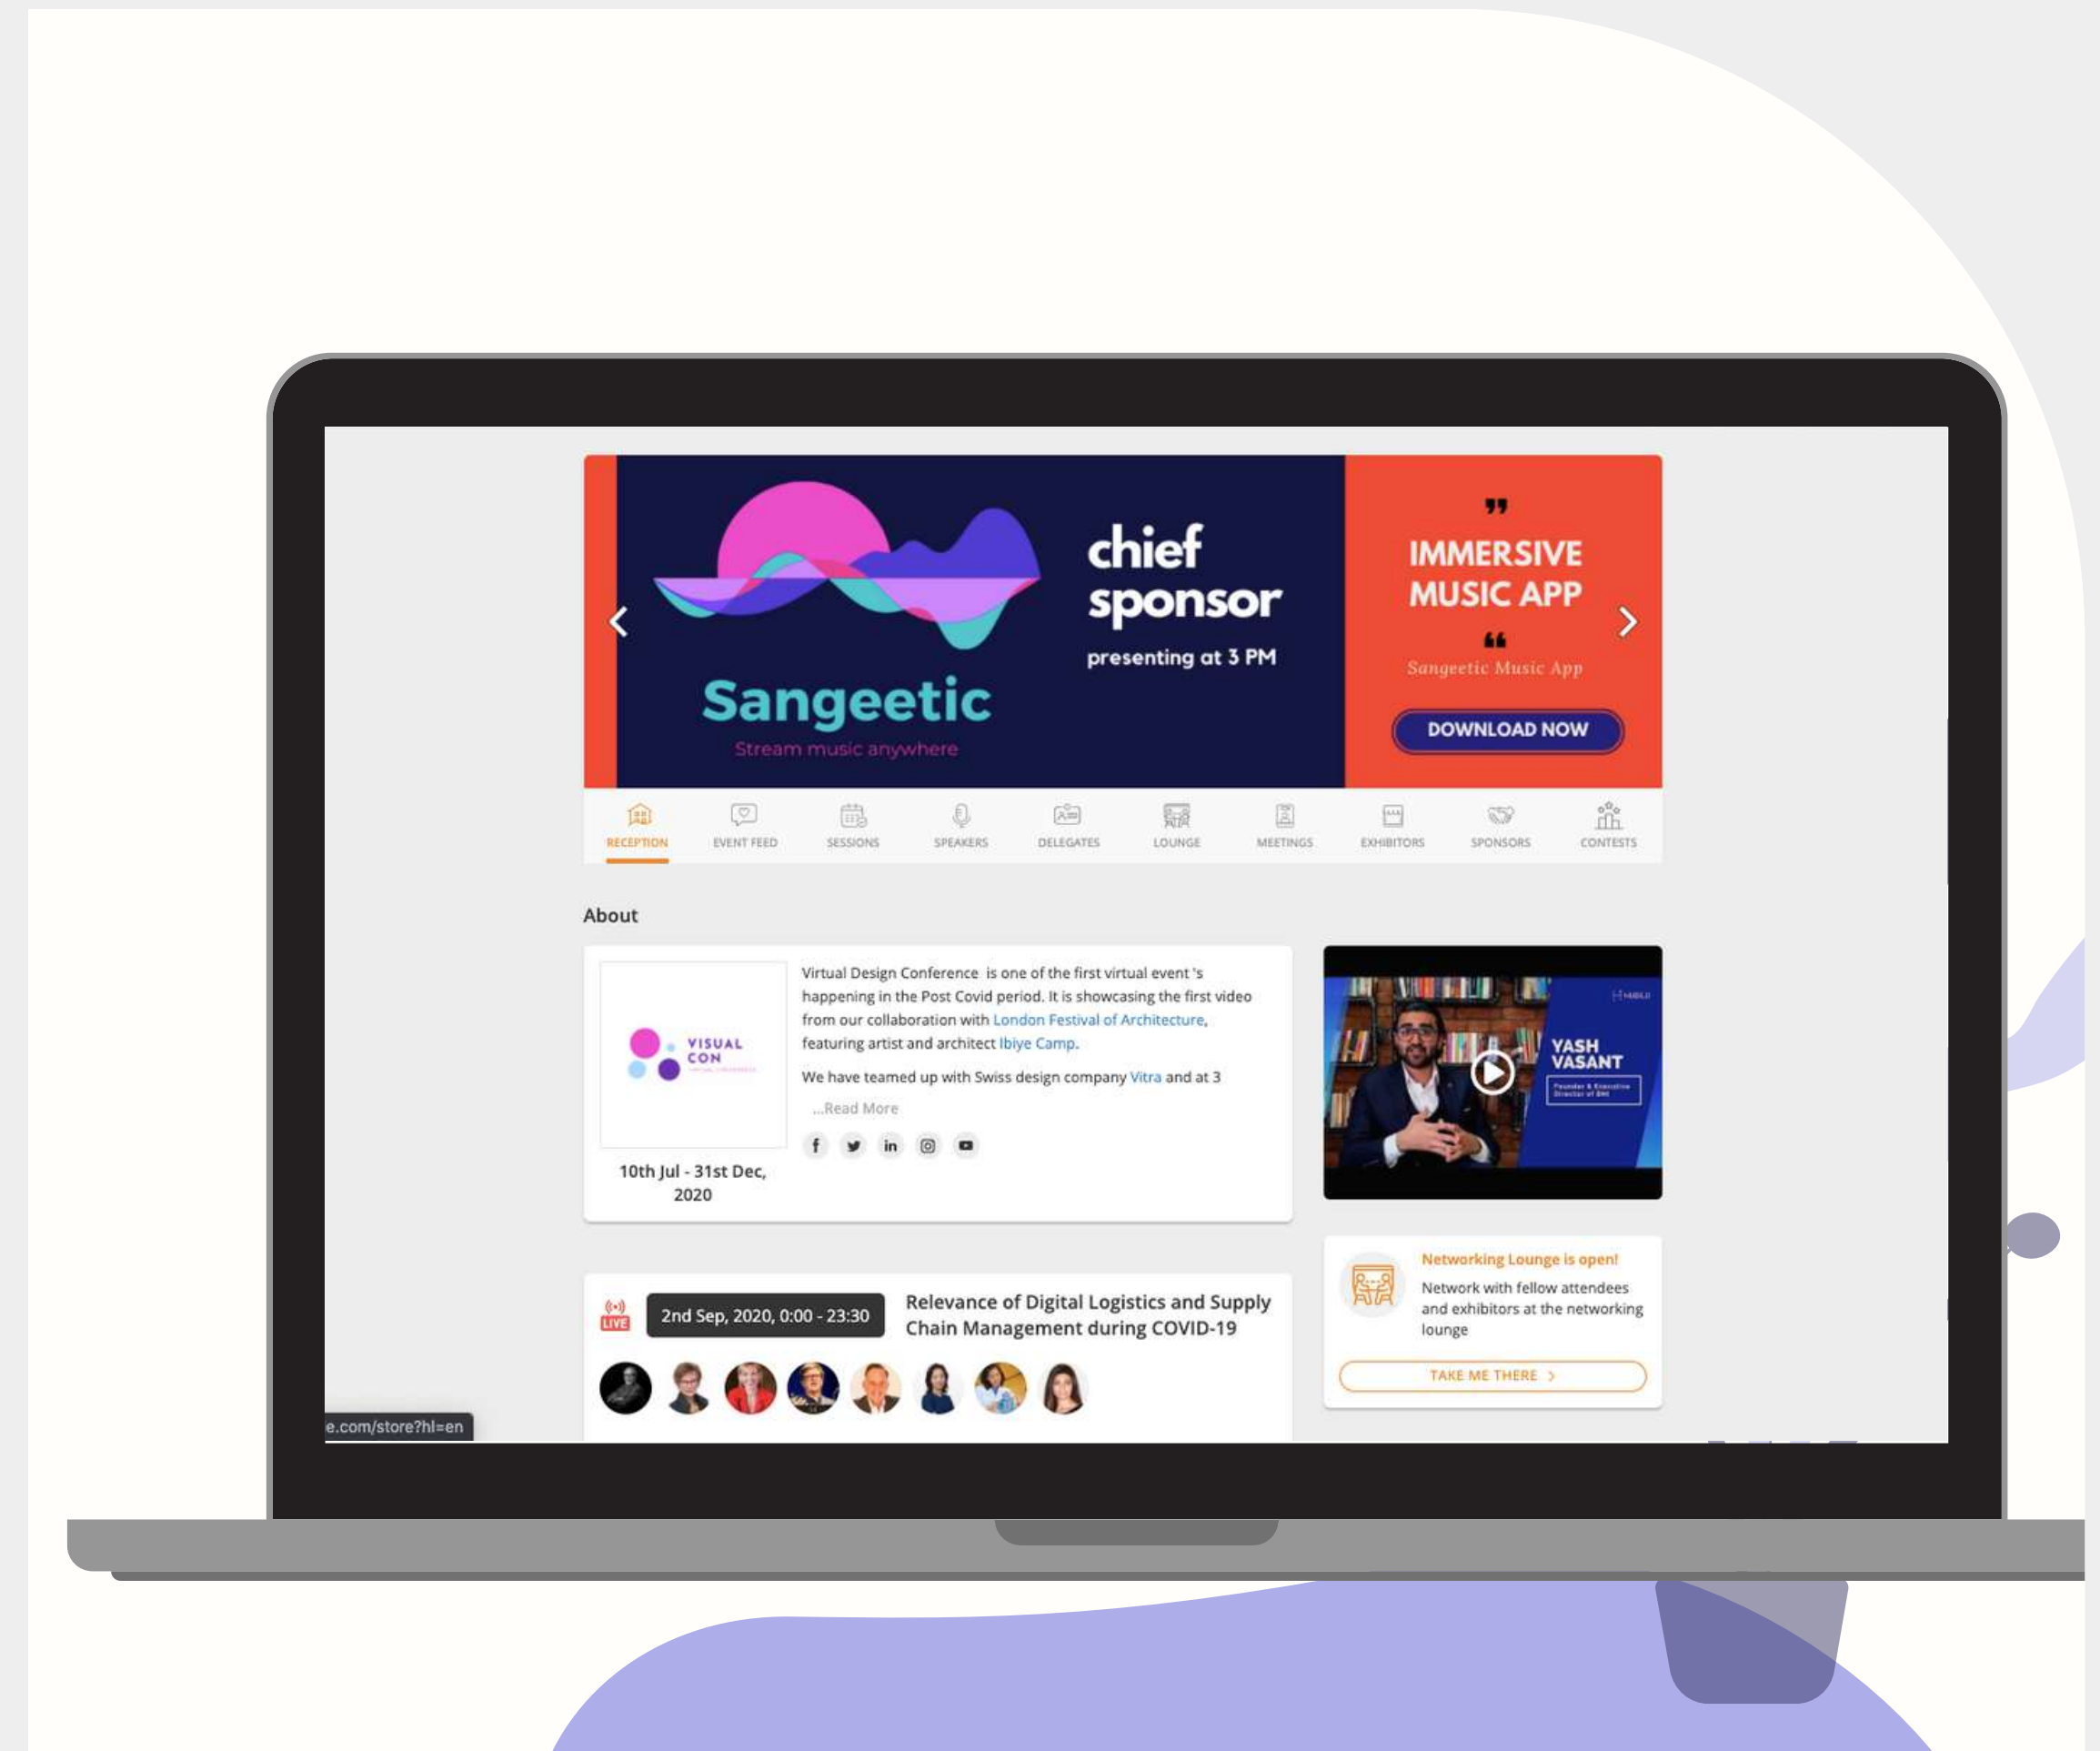 chief
sponsor
presenting at 3 PM
Sangeetic
Stream music anywhere
”
IMMERSIVE
MUSIC APP
“
Sangeetic Music App
DOWNLOAD NOW
RECEPTION
EVENT FEED
SESSIONS
SPEAKERS
DELEGATES
LOUNGE
MEETINGS
EXHIBITORS
SPONSORS
CONTESTS
About
VISUAL
CON
10th Jul - 31st Dec,
2020
Virtual Design Conference is one of the first virtual event 's
happening in the Post Covid period. It is showcasing the first video
from our collaboration with London Festival of Architecture,
featuring artist and architect Ibiye Camp.
We have teamed up with Swiss design company Vitra and at 3
...Read More
YASH
VASANT
Founder & Executive
Director of BMI
LIVE
2nd Sep, 2020, 0:00 - 23:30
Relevance of Digital Logistics and Supply
Chain Management during COVID-19
Networking Lounge is open!
Network with fellow attendees
and exhibitors at the networking
lounge
TAKE ME THERE >
e.com/store?hl=en